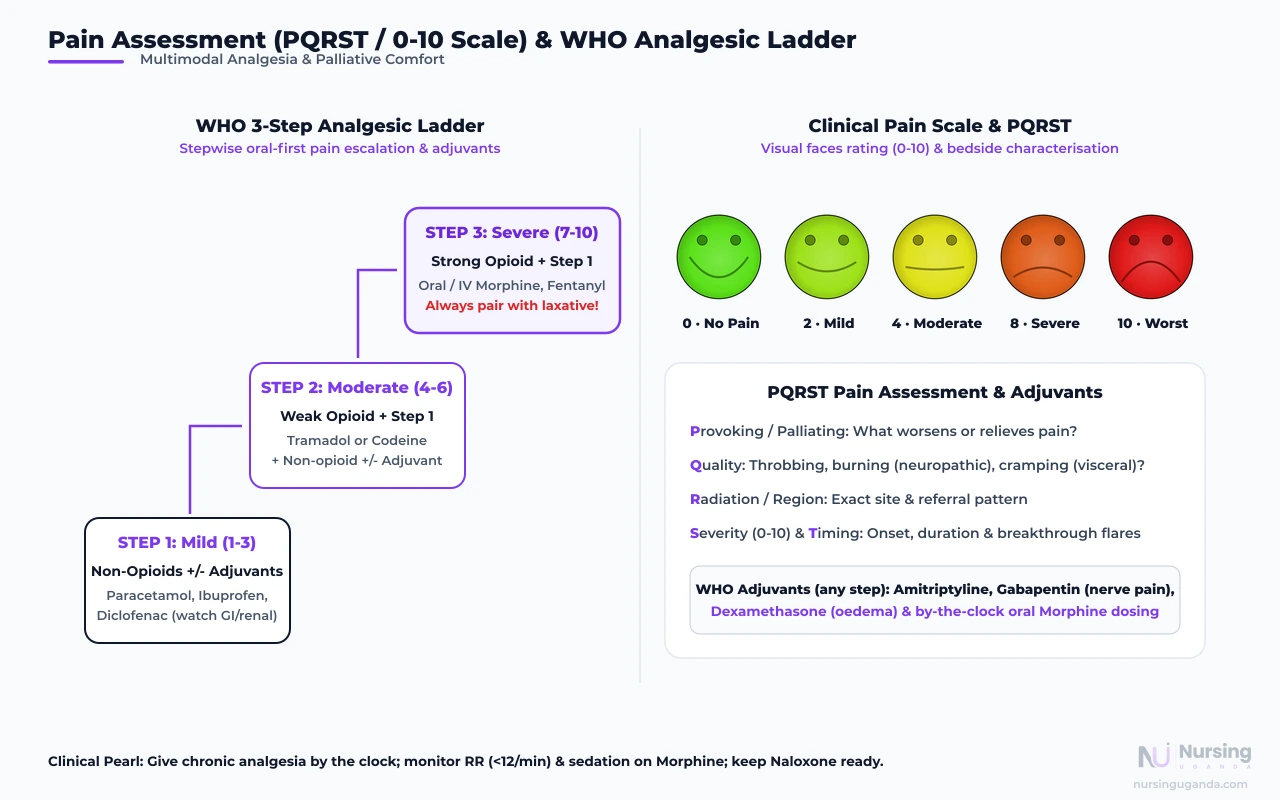 Pain Assessment (PQRST / 0-10 Scale) & WHO Analgesic Ladder
Multimodal Analgesia & Palliative Comfort
WHO 3-Step Analgesic Ladder
Stepwise oral-first pain escalation & adjuvants
STEP 3: Severe (7-10)
Strong Opioid + Step 1
Oral / IV Morphine, Fentanyl
Always pair with laxative!
STEP 2: Moderate (4-6)
Weak Opioid + Step 1
Tramadol or Codeine
+ Non-opioid +/- Adjuvant
STEP 1: Mild (1-3)
Non-Opioids +/- Adjuvants
Paracetamol, Ibuprofen,
Diclofenac (watch GI/renal)
Clinical Pain Scale & PQRST
Visual faces rating (0-10) & bedside characterisation
0 · No Pain
2 · Mild
4 · Moderate
8 · Severe
10 · Worst
PQRST Pain Assessment & Adjuvants
Provoking / Palliating: What worsens or relieves pain?
Quality: Throbbing, burning (neuropathic), cramping (visceral)?
Radiation / Region: Exact site & referral pattern
Severity (0-10) & Timing: Onset, duration & breakthrough flares
WHO Adjuvants (any step): Amitriptyline, Gabapentin (nerve pain),
Dexamethasone (oedema) & by-the-clock oral Morphine dosing
Clinical Pearl: Give chronic analgesia by the clock; monitor RR (<12/min) & sedation on Morphine; keep Naloxone ready.
NU Nursing
UGANDA
nursinguganda.com